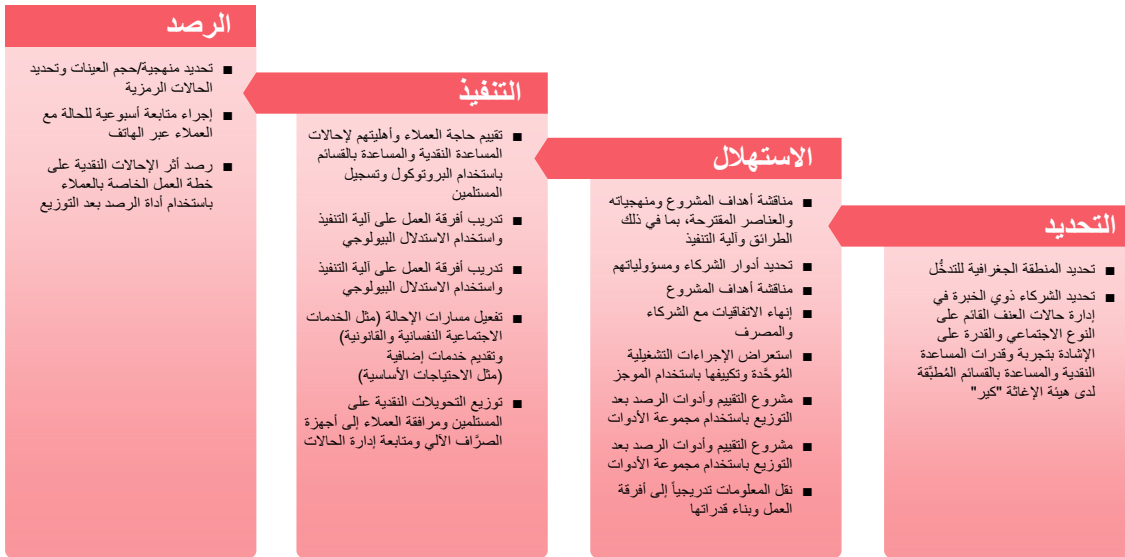 التحديد
■ تحديد المنطقة الجغرافية للتدخُّل
■ تحديد الشركاء ذوي الخبرة في
إدارة حالات العنف القائم على
النوع الاجتماعي والقدرة على
الإشادة بتجربة وقدرات المساعدة
النقدية والمساعدة بالقسائم المُطبَّقة
لدى هيئة الإغاثة "كير"
الاستهلال
■ مناقشة أهداف المشروع ومنهجياته
والعناصر المقترحة، بما في ذلك
الطرائق وآلية التنفيذ
■ تحديد أدوار الشركاء ومسؤولياتهم
■ مناقشة أهداف المشروع
■ إنهاء الاتفاقيات مع الشركاء
والمصرف
■ استعراض الإجراءات التشغيلية
المُوحَّدة وتكييفها باستخدام الموجز
■ مشروع التقييم وأدوات الرصد بعد
التوزيع باستخدام مجموعة الأدوات
■ مشروع التقييم وأدوات الرصد بعد
التوزيع باستخدام مجموعة الأدوات
■ نقل المعلومات تدريجياً إلى أفرقة
العمل وبناء قدراتها
التنفيذ
■ تقييم حاجة العملاء وأهليتهم لإحالات
المساعدة النقدية والمساعدة بالقسائم
باستخدام البروتوكول وتسجيل
المستلمين
■ تدريب أفرقة العمل على آلية التنفيذ
واستخدام الاستدلال البيولوجي
■ تدريب أفرقة العمل على آلية التنفيذ
واستخدام الاستدلال البيولوجي
■ تفعيل مسارات الإحالة (مثل الخدمات
الاجتماعية النفسانية والقانونية)
وتقديم خدمات إضافية
(مثل الاحتياجات الأساسية)
■ توزيع التحويلات النقدية على
المستلمين ومرافقة العملاء إلى أجهزة
الصرَّاف الآلي ومتابعة إدارة الحالات
الرصد
■ تحديد منهجية/حجم العينات وتحديد
الحالات الرمزية
■ إجراء متابعة أسبوعية للحالة مع
العملاء عبر الهاتف
■ رصد أثر الإحالات النقدية على
خطة العمل الخاصة بالعملاء
باستخدام أداة الرصد بعد التوزيع